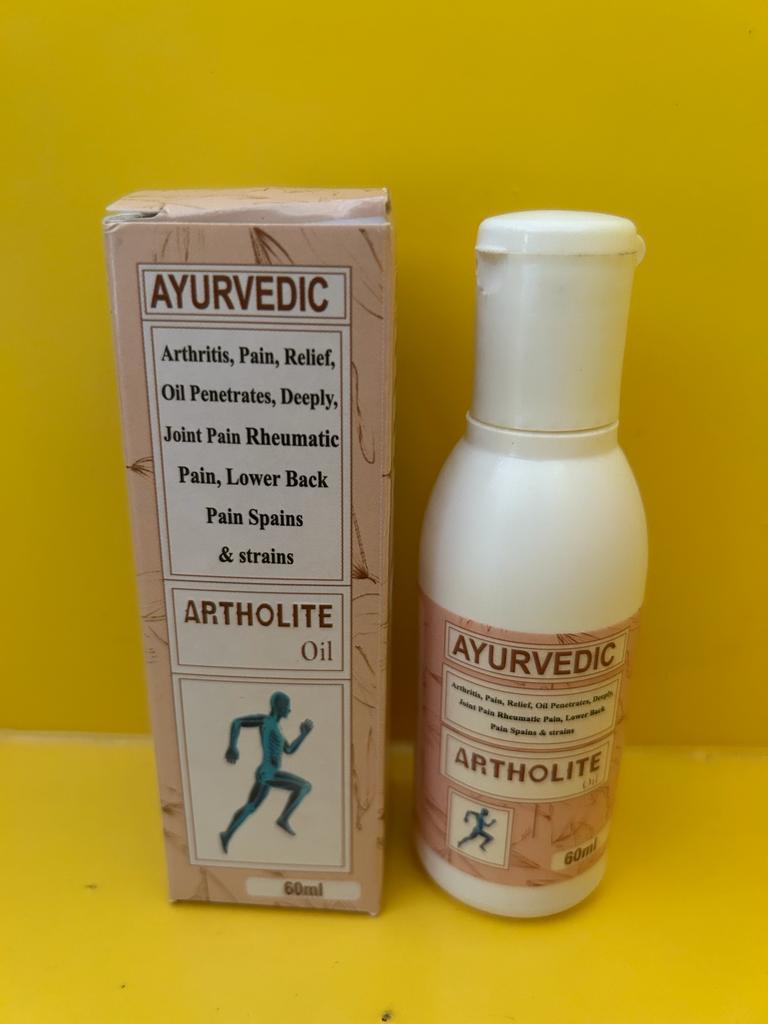 AYURVEDIC
Arthritis, Pain, Relief,
Oil Penetrates, Deeply,
Joint Pain Rheumatic
Pain, Lower Back
Pain Spains
& strains
ARTHOLITE
Oil
60ml
AYURVEDIC
Arthritis, Pain, Relief, Oil Penetrates, Deeply,
Joint Pain Rheumatic Pain, Lower Back
Pain Spains & strains
ARTHOLITE
Oil
60ml